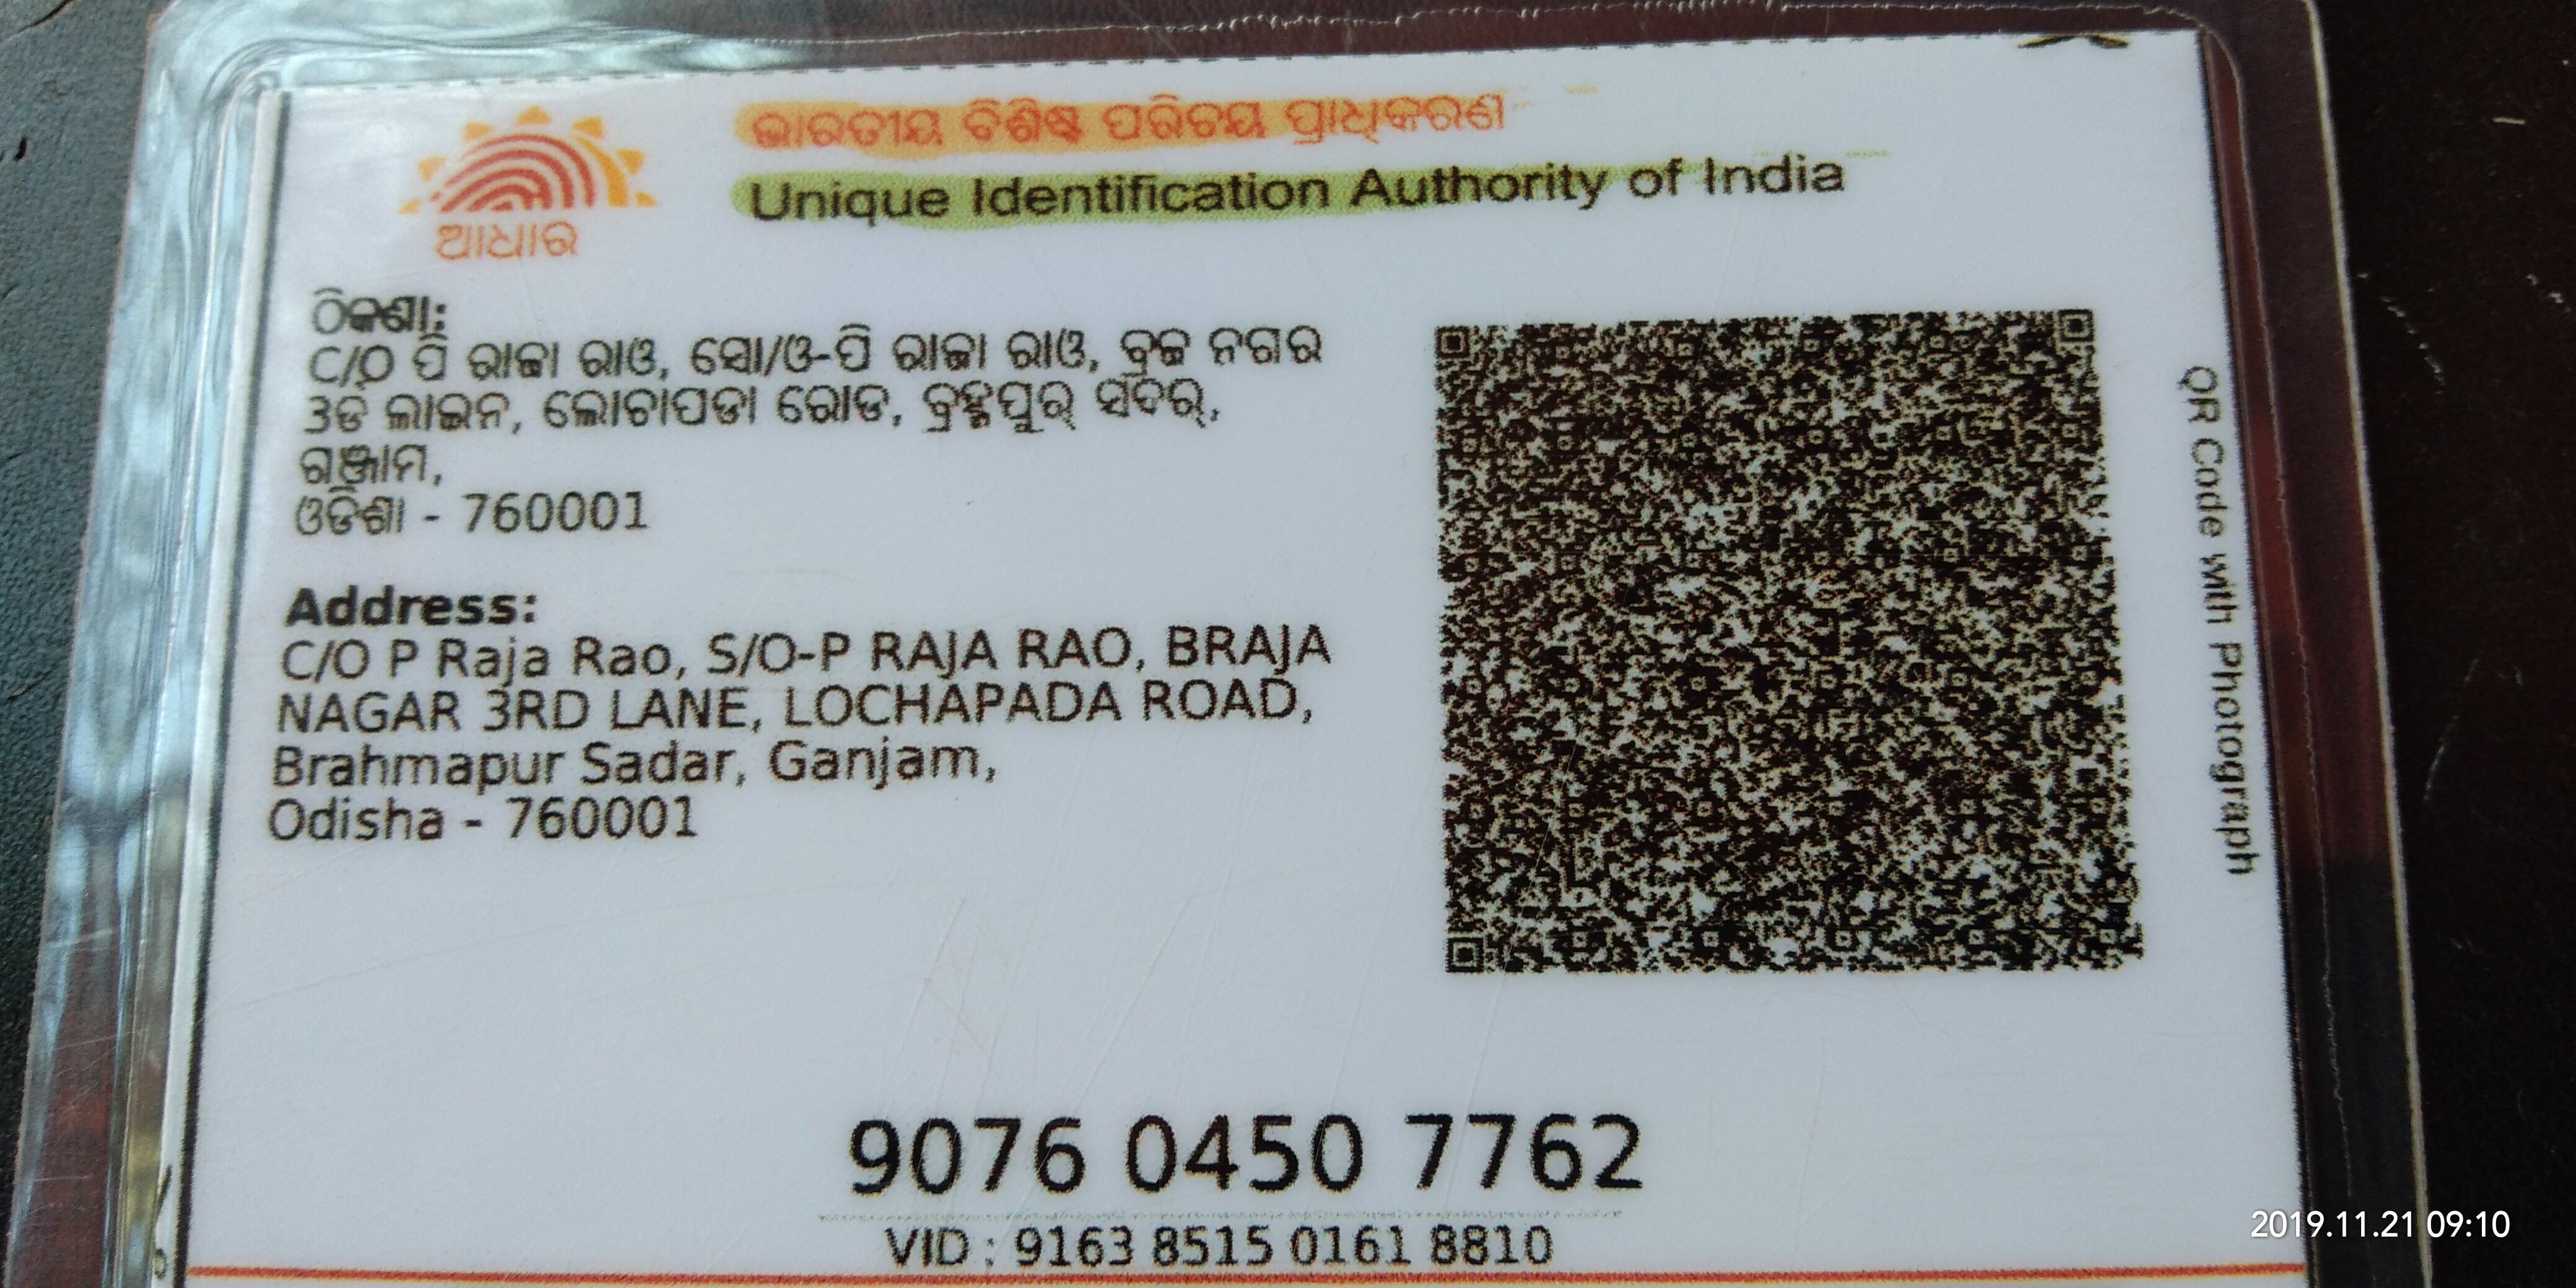 ଭାରତୀୟ ବିଶିଷ୍ଟ ପରିଚୟ ପ୍ରାଧିକରଣ
Unique Identification Authority of India
ଆଧାର
ଠିକଣା:
C/O ପି ରାଜା ରାଓ, ସୋ/ଓ-ପି ରାଜା ରାଓ, ବ୍ରଜ ନଗର
3ର୍ଡ ଲାଇନ, ଲୋଚାପଡା ରୋଡ, ବ୍ରହ୍ମପୁର୍ ସଦର୍,
ଗଞ୍ଜାମ,
ଓଡିଶା - 760001
Address:
C/O P Raja Rao, S/O-P RAJA RAO, BRAJA
NAGAR 3RD LANE, LOCHAPADA ROAD,
Brahmapur Sadar, Ganjam,
Odisha - 760001
QR Code with Photograph
9076 0450 7762
VID : 9163 8515 0161 8810
2019.11.21 09:10